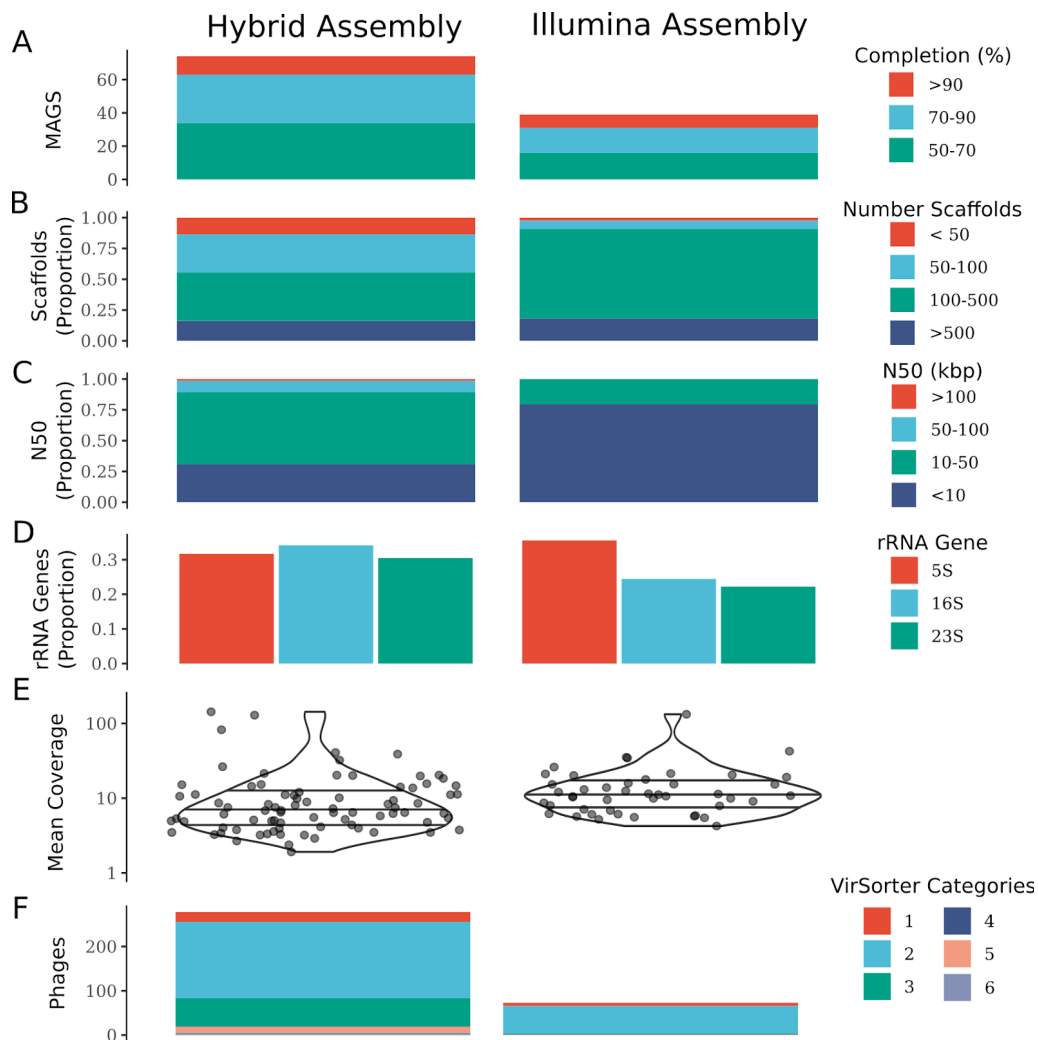 Hybrid Assembly
Illumina Assembly
A
MAGS
60
40
20
0
Completion (%)
>90
70-90
50-70
B
Scaffolds
(Proportion)
1.00
0.75
0.50
0.25
0.00
Number Scaffolds
< 50
50-100
100-500
>500
C
N50
(Proportion)
1.00
0.75
0.50
0.25
0.00
N50 (kbp)
>100
50-100
10-50
<10
D
rRNA Genes
(Proportion)
0.3
0.2
0.1
0.0
rRNA Gene
5S
16S
23S
E
Mean Coverage
100
10
1
F
Phages
200
100
0
VirSorter Categories
1 4
2 5
3 6